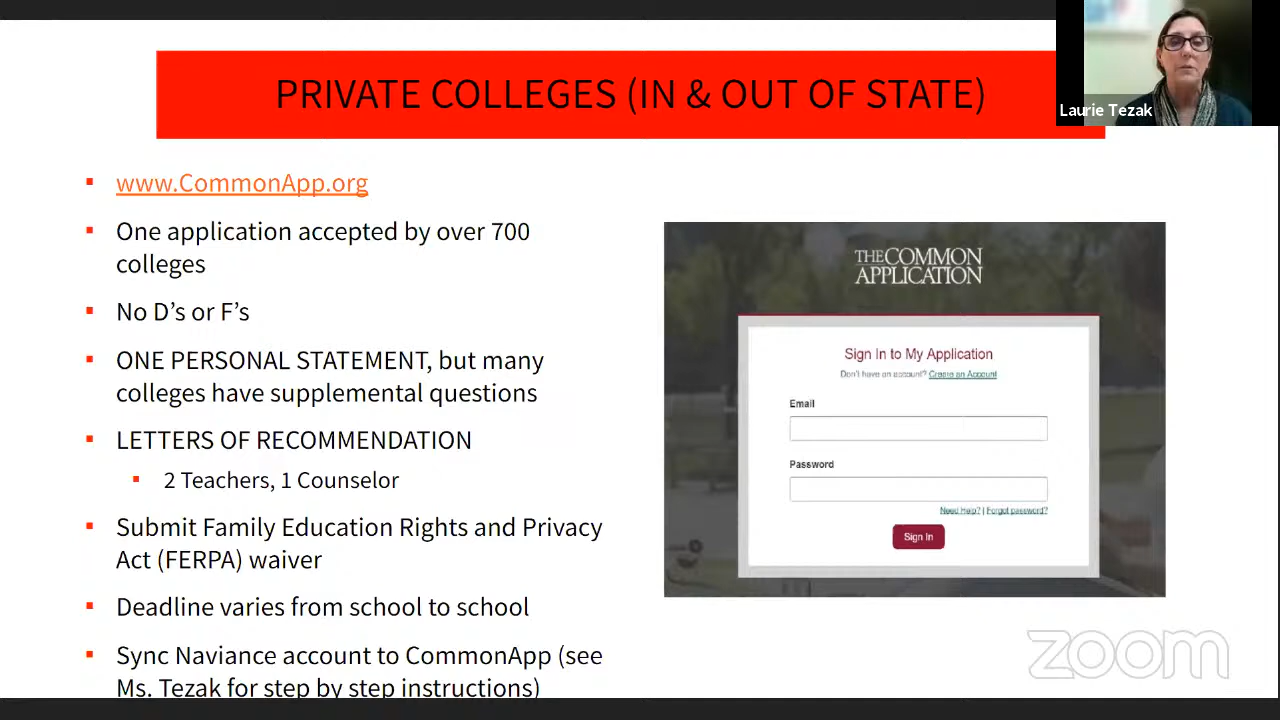 PRIVATE COLLEGES (IN & OUT OF STATE)
Laurie Tezak
www.CommonApp.org
One application accepted by over 700
colleges
No D’s or F’s
ONE PERSONAL STATEMENT, but many
colleges have supplemental questions
LETTERS OF RECOMMENDATION
2 Teachers, 1 Counselor
Submit Family Education Rights and Privacy
Act (FERPA) waiver
Deadline varies from school to school
Sync Naviance account to CommonApp (see
Ms. Tezak for step by step instructions)
THE COMMON
APPLICATION
Sign In to My Application
Don't have an account? Create an Account
Email
Password
Need Help? | Forgot password?
Sign In
zoom